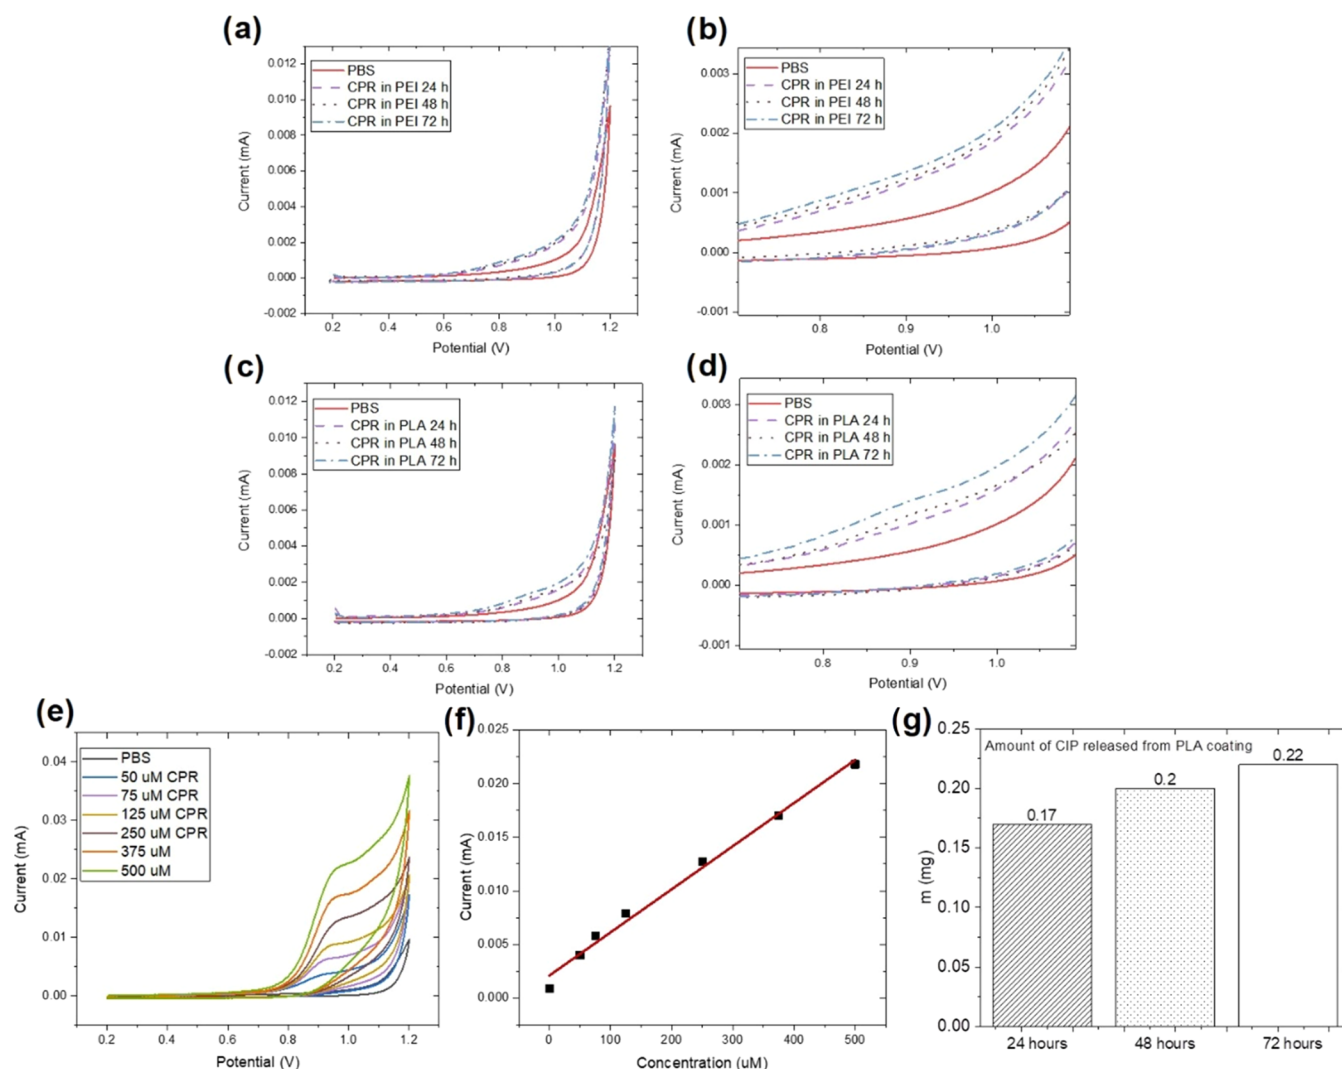 (a)
0.012
0.010
0.008
0.006
0.004
0.002
0.000
-0.002
Current (mA)
PBS
CPR in PEI 24 h
CPR in PEI 48 h
CPR in PEI 72 h
0.2 0.4 0.6 0.8 1.0 1.2
Potential (V)
(b)
0.003
0.002
0.001
0.000
-0.001
Current (mA)
PBS
CPR in PEI 24 h
CPR in PEI 48 h
CPR in PEI 72 h
0.8 0.9 1.0
Potential (V)
(c)
0.012
0.010
0.008
0.006
0.004
0.002
0.000
-0.002
Current (mA)
PBS
CPR in PLA 24 h
CPR in PLA 48 h
CPR in PLA 72 h
0.2 0.4 0.6 0.8 1.0 1.2
Potential (V)
(d)
0.003
0.002
0.001
0.000
-0.001
Current (mA)
PBS
CPR in PLA 24 h
CPR in PLA 48 h
CPR in PLA 72 h
0.8 0.9 1.0
Potential (V)
(e)
0.04
0.03
0.02
0.01
0.00
Current (mA)
PBS
50 uM CPR
75 uM CPR
125 uM CPR
250 uM CPR
375 uM
500 uM
0.2 0.4 0.6 0.8 1.0 1.2
Potential (V)
(f)
0.025
0.020
0.015
0.010
0.005
0.000
Current (mA)
0 100 200 300 400 500
Concentration (uM)
(g)
0.25
0.20
0.15
0.10
0.05
0.00
m (mg)
Amount of CIP released from PLA coating
0.17
0.2
0.22
24 hours 48 hours 72 hours